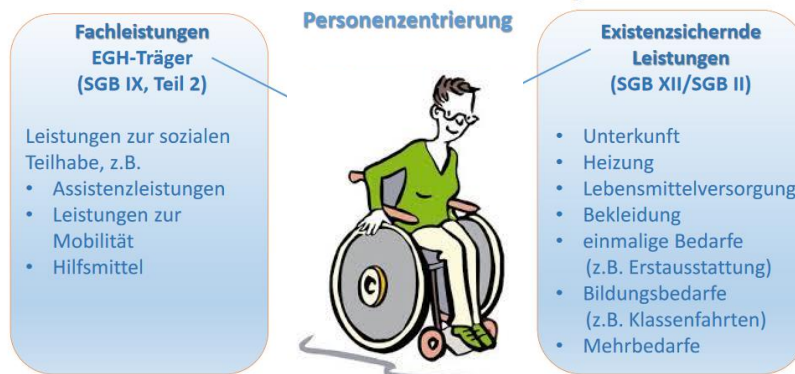 Personenzentrierung
Fachleistungen
EGH-Träger
(SGB IX, Teil 2)
Leistungen zur sozialen
Teilhabe, z.B.
• Assistenzleistungen
• Leistungen zur
Mobilität
• Hilfsmittel
Existenzsichernde
Leistungen
(SGB XII/SGB II)
• Unterkunft
• Heizung
• Lebensmittelversorgung
• Bekleidung
• einmalige Bedarfe
(z.B. Erstausstattung)
• Bildungsbedarfe
(z.B. Klassenfahrten)
• Mehrbedarfe